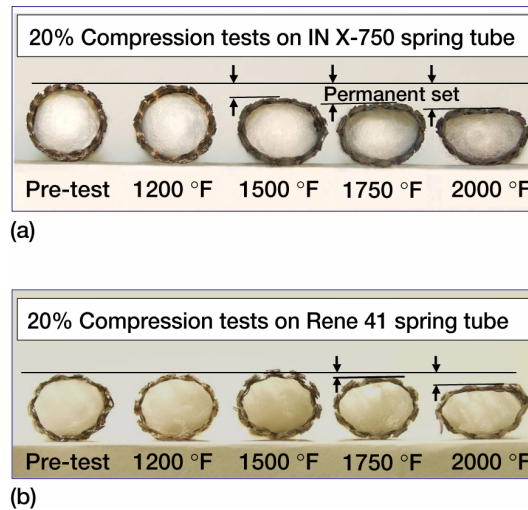 20% Compression tests on IN X-750 spring tube
Permanent set
Pre-test 1200 °F 1500 °F 1750 °F 2000 °F
(a)
20% Compression tests on Rene 41 spring tube
Pre-test 1200 °F 1500 °F 1750 °F 2000 °F
(b)